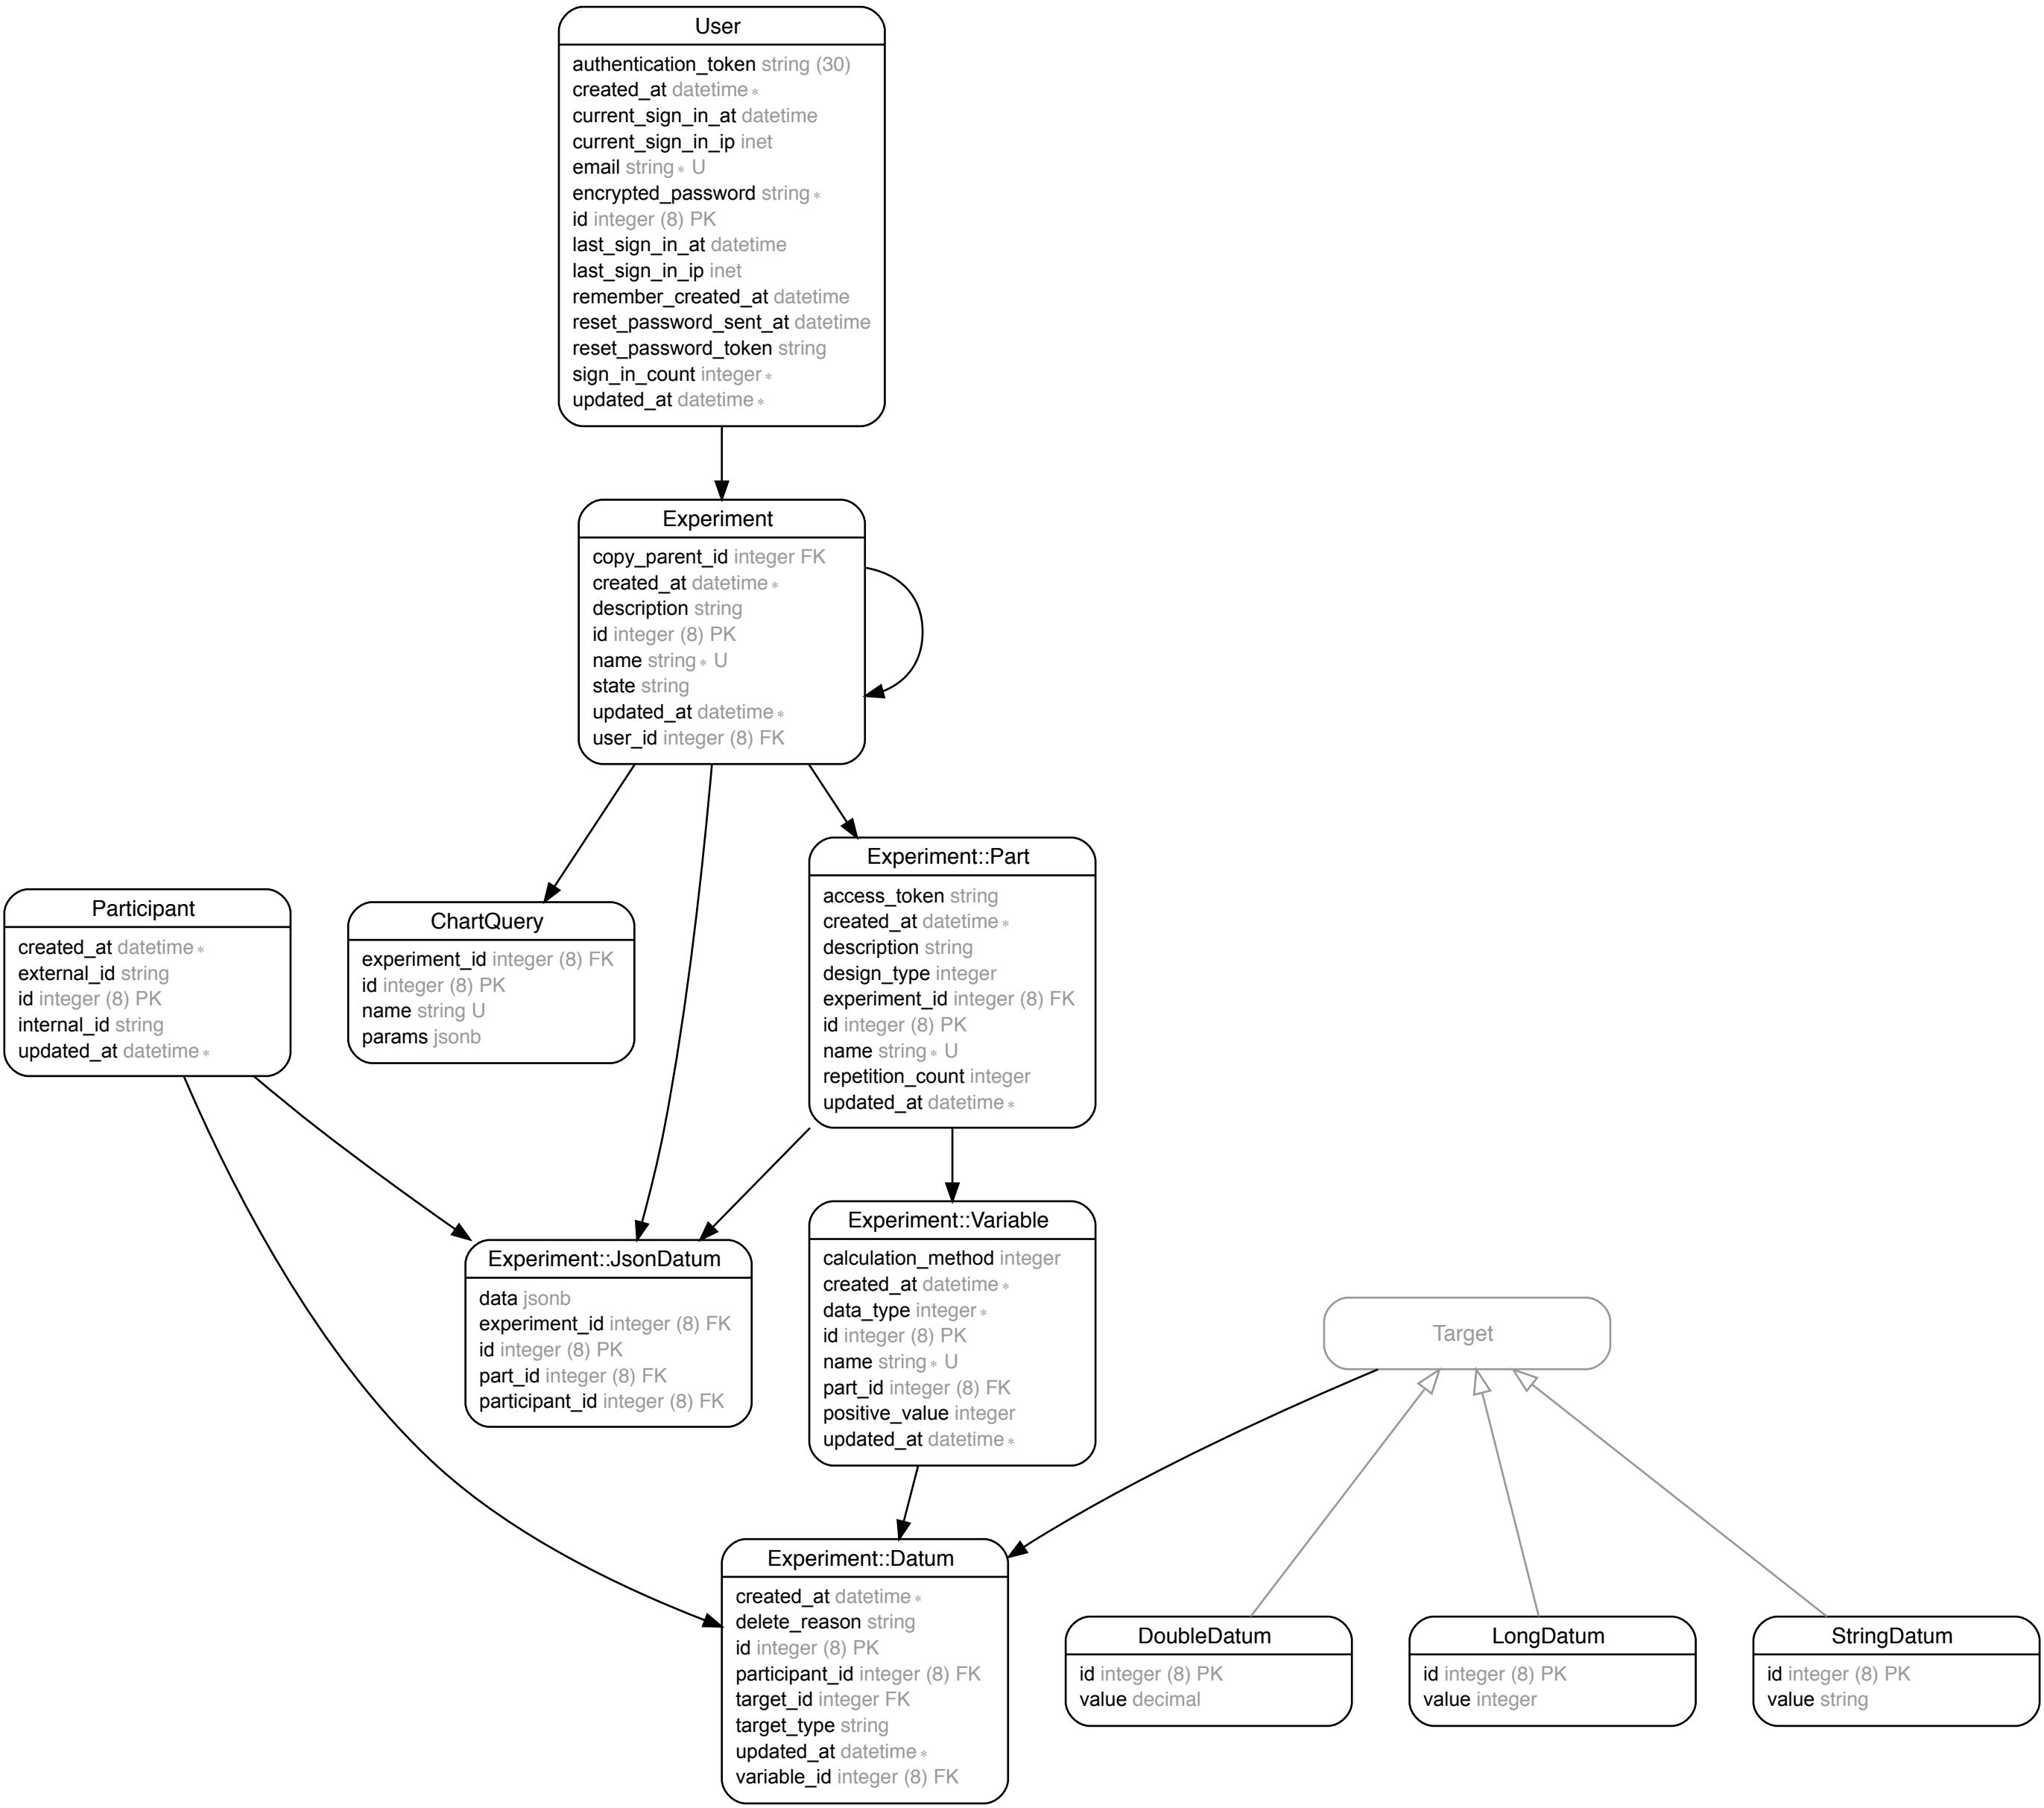 User
authentication_token string (30)
created_at datetime ∗
current_sign_in_at datetime
current_sign_in_ip inet
email string ∗ U
encrypted_password string ∗
id integer (8) PK
last_sign_in_at datetime
last_sign_in_ip inet
remember_created_at datetime
reset_password_sent_at datetime
reset_password_token string
sign_in_count integer ∗
updated_at datetime ∗
Experiment
copy_parent_id integer FK
created_at datetime ∗
description string
id integer (8) PK
name string ∗ U
state string
updated_at datetime ∗
user_id integer (8) FK
Experiment::Part
access_token string
created_at datetime ∗
description string
design_type integer
experiment_id integer (8) FK
id integer (8) PK
name string ∗ U
repetition_count integer
updated_at datetime ∗
Participant
created_at datetime ∗
external_id string
id integer (8) PK
internal_id string
updated_at datetime ∗
ChartQuery
experiment_id integer (8) FK
id integer (8) PK
name string U
params jsonb
Experiment::JsonDatum
data jsonb
experiment_id integer (8) FK
id integer (8) PK
part_id integer (8) FK
participant_id integer (8) FK
Experiment::Variable
calculation_method integer
created_at datetime ∗
data_type integer ∗
id integer (8) PK
name string ∗ U
part_id integer (8) FK
positive_value integer
updated_at datetime ∗
Target
Experiment::Datum
created_at datetime ∗
delete_reason string
id integer (8) PK
participant_id integer (8) FK
target_id integer FK
target_type string
updated_at datetime ∗
variable_id integer (8) FK
DoubleDatum
id integer (8) PK
value decimal
LongDatum
id integer (8) PK
value integer
StringDatum
id integer (8) PK
value string